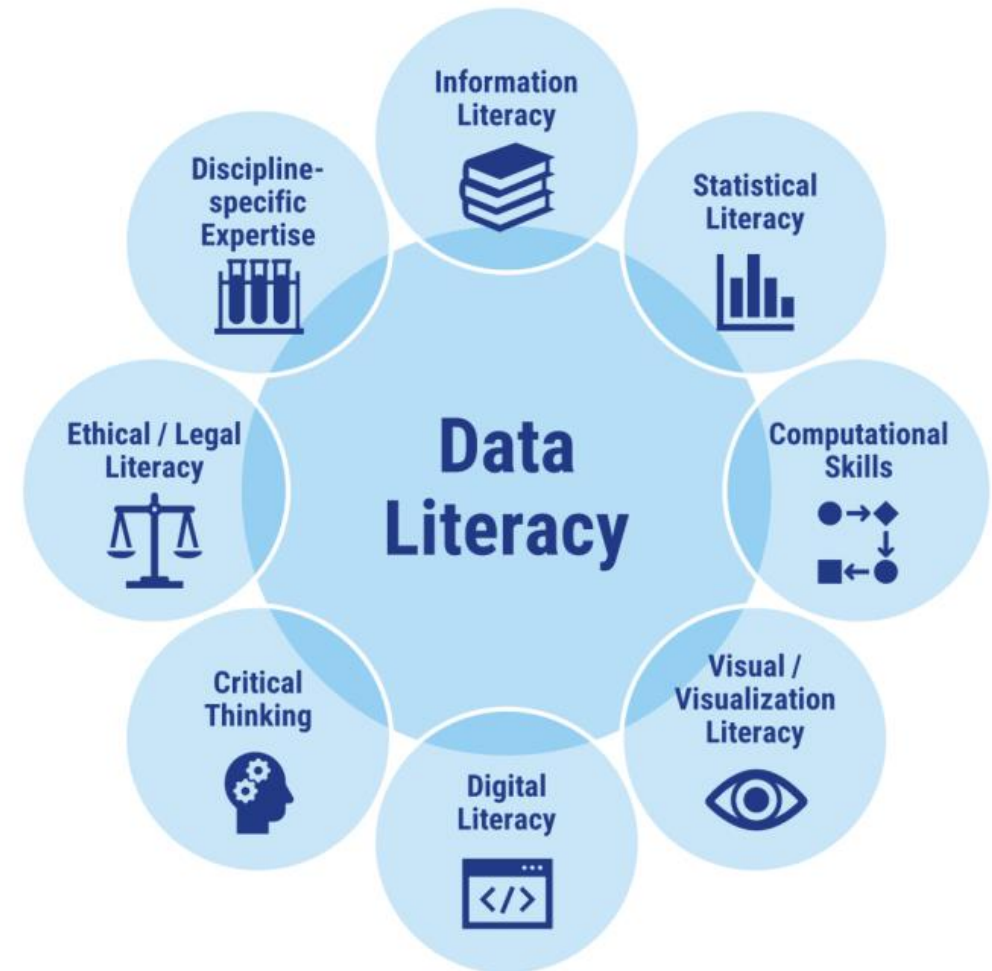 Information
Literacy
Statistical
Literacy
Computational
Skills
Visual /
Visualization
Literacy
Digital
Literacy
</>
Critical
Thinking
Ethical / Legal
Literacy
Discipline-
specific
Expertise
Data
Literacy